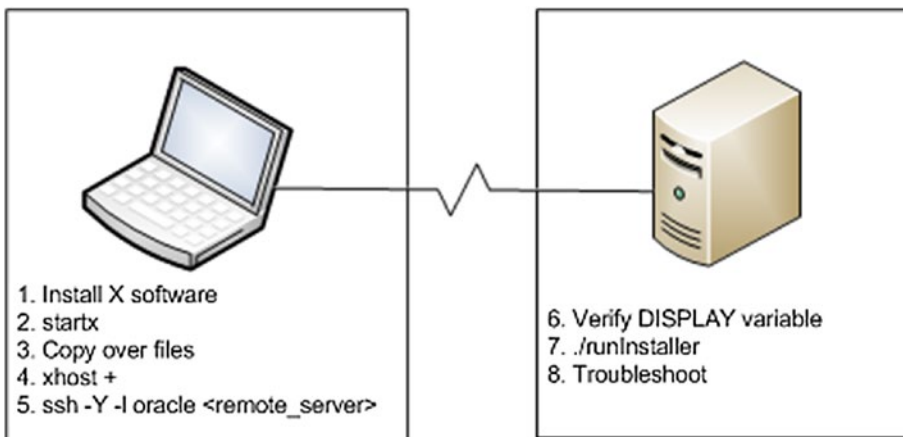 1. Install X software
2. startx
3. Copy over files
4. xhost +
5. ssh -Y -l oracle <remote_server>
6. Verify DISPLAY variable
7. ./runInstaller
8. Troubleshoot